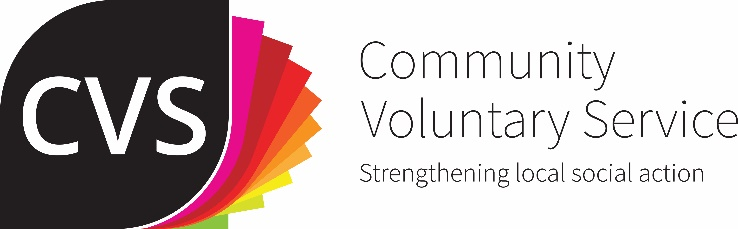 CVS
Community
Voluntary Service
Strengthening local social action